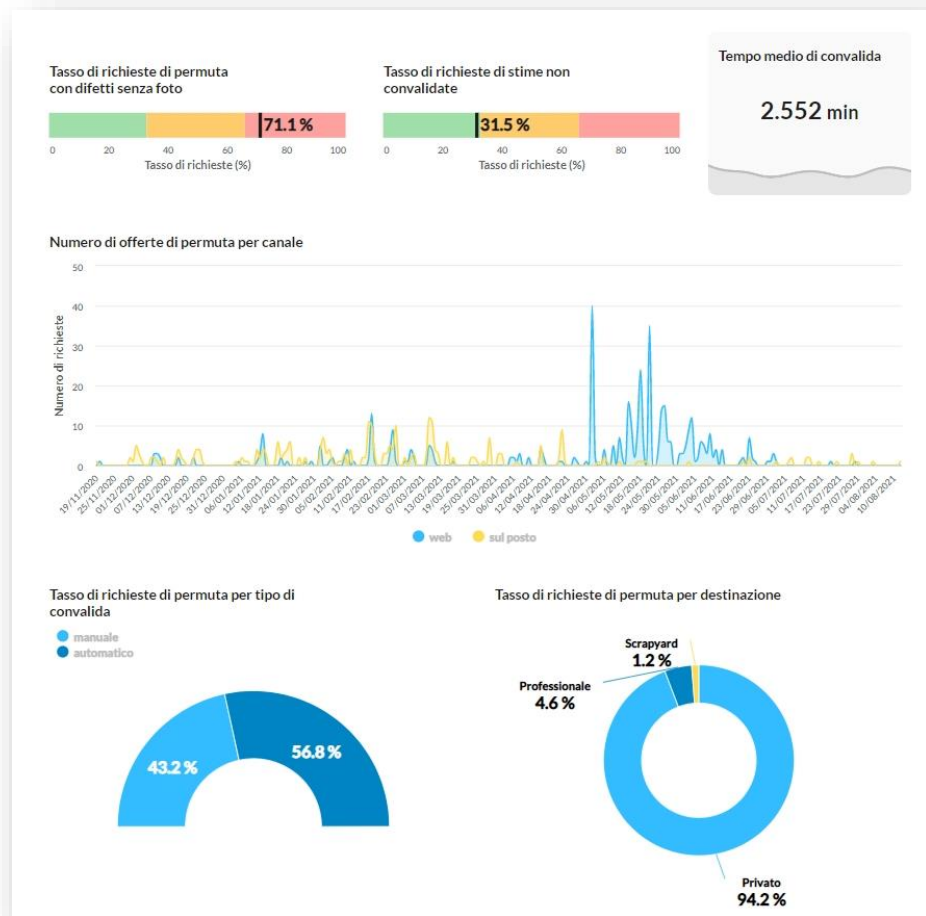 Tasso di richieste di permuta
con difetti senza foto
71.1 %
0 20 40 60 80 100
Tasso di richieste (%)
Tasso di richieste di stime non
convalidate
31.5 %
0 20 40 60 80 100
Tasso di richieste (%)
Tempo medio di convalida
2.552 min
Numero di offerte di permuta per canale
Numero di richieste
50
40
30
20
10
0
19/11/2020
25/11/2020
01/12/2020
07/12/2020
13/12/2020
19/12/2020
25/12/2020
31/12/2020
06/01/2021
12/01/2021
18/01/2021
24/01/2021
30/01/2021
05/02/2021
11/02/2021
17/02/2021
23/02/2021
01/03/2021
07/03/2021
13/03/2021
19/03/2021
25/03/2021
31/03/2021
06/04/2021
12/04/2021
18/04/2021
24/04/2021
30/04/2021
06/05/2021
12/05/2021
18/05/2021
24/05/2021
30/05/2021
05/06/2021
11/06/2021
17/06/2021
23/06/2021
29/06/2021
05/07/2021
11/07/2021
17/07/2021
23/07/2021
29/07/2021
04/08/2021
10/08/2021
web sul posto
Tasso di richieste di permuta per tipo di
convalida
manuale
automatico
43.2 %
56.8 %
Tasso di richieste di permuta per destinazione
Scrapyard
1.2 %
Professionale
4.6 %
Privato
94.2 %